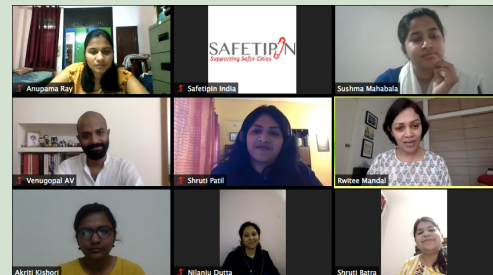 SAFETIPIN
Supporting Safer Cities
Anupama Ray
Safetipin India
Sushma Mahabala
Venugopal AV
Shruti Patil
Rwitee Mandal
Akriti Kishori
Nilanju Dutta
Shruti Batra